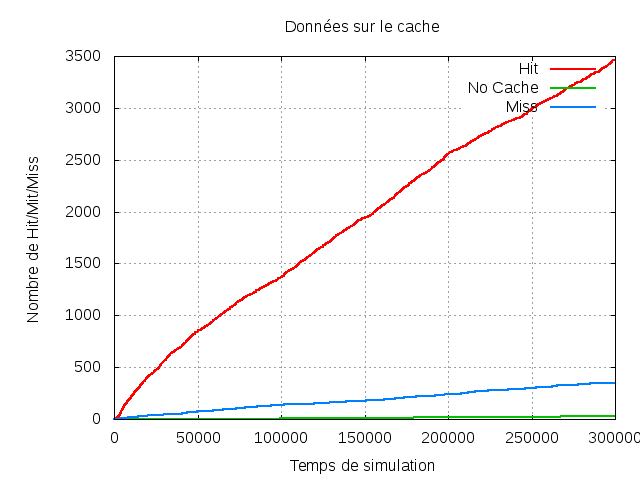 Données sur le cache
3500
3000
2500
2000
1500
1000
500
0
Nombre de Hit/Mit/Miss
Hit
No Cache
Miss
0 50000 100000 150000 200000 250000 300000
Temps de simulation